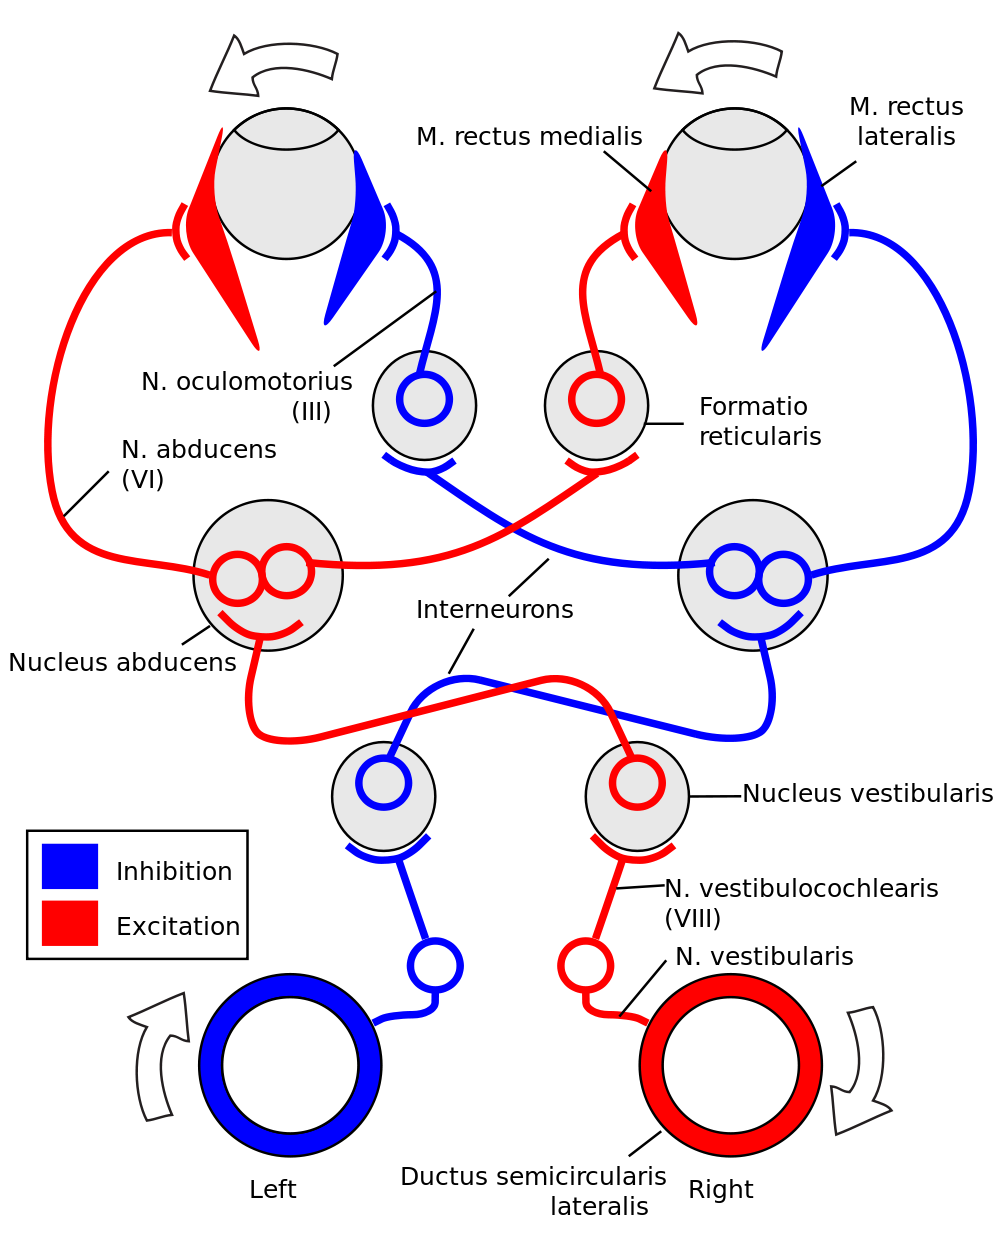 M. rectus
lateralis
M. rectus medialis
N. oculomotorius
(III)
Formatio
reticularis
N. abducens
(VI)
Interneurons
Nucleus abducens
Nucleus vestibularis
Inhibition
Excitation
N. vestibulocochlearis
(VIII)
N. vestibularis
Ductus semicircularis
lateralis
Left
Right